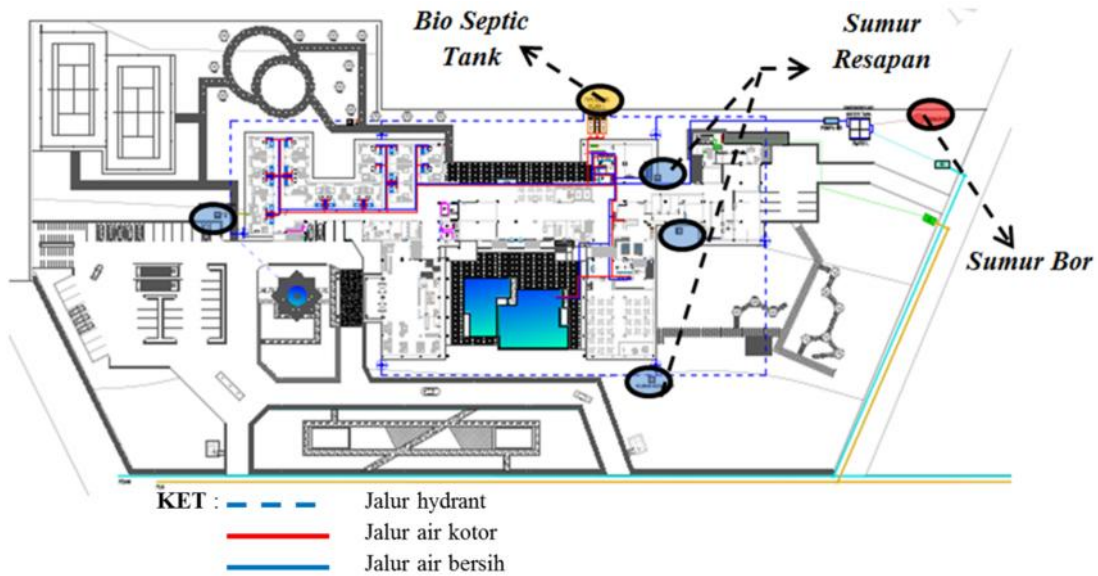 Bio Septic
Tank
Sumur
Resapan
Sumur Bor
KET :
Jalur hydrant
Jalur air kotor
Jalur air bersih